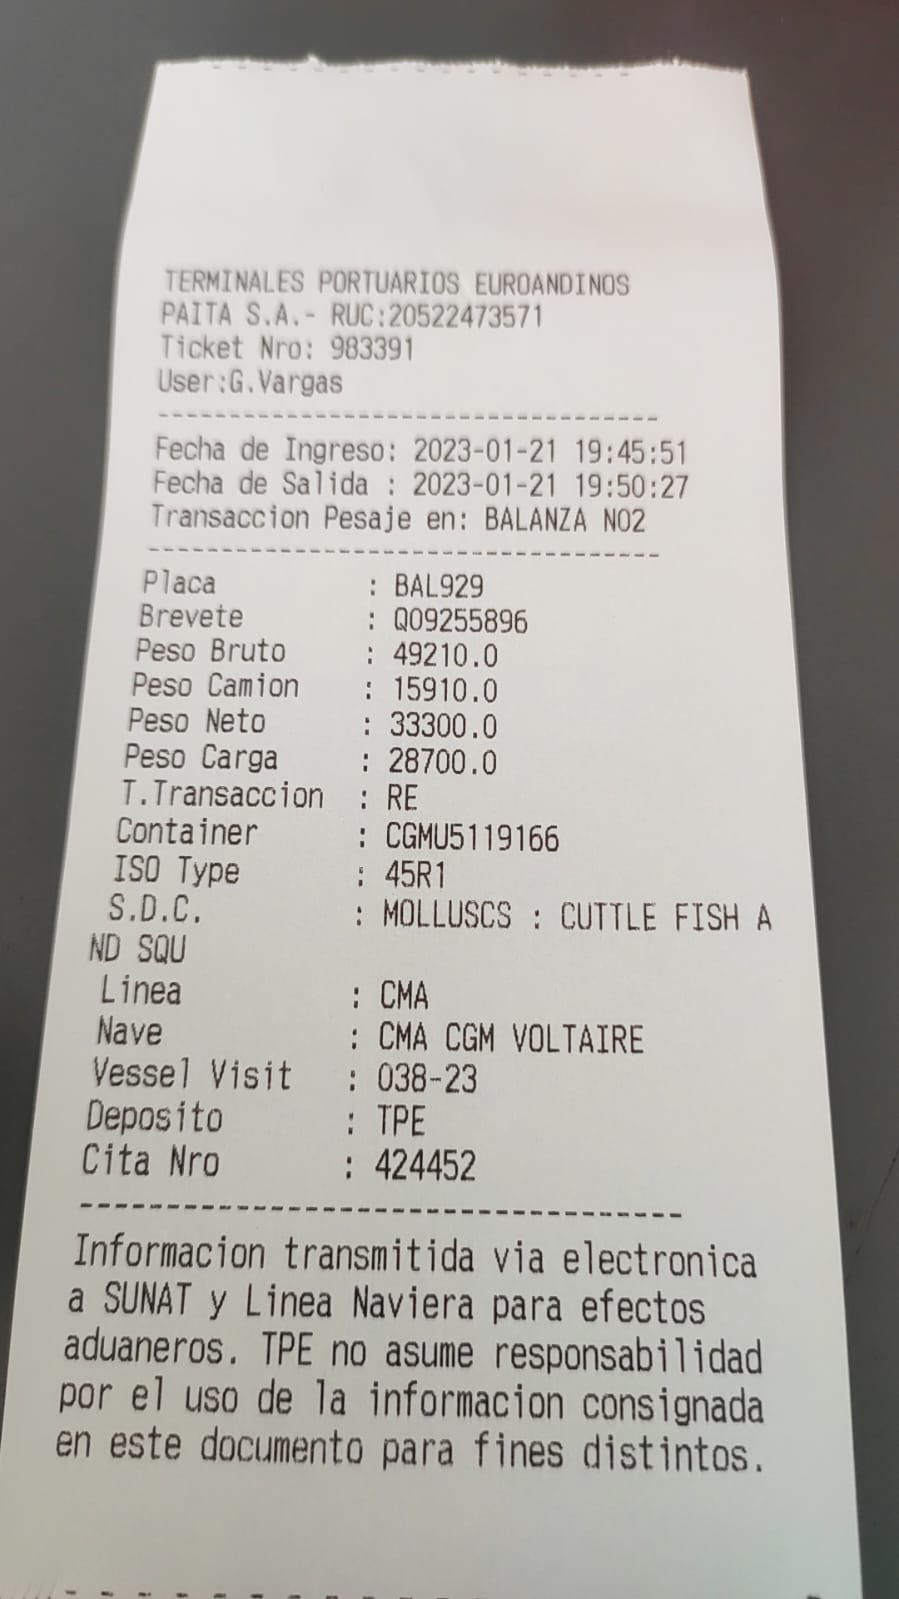 TERMINALES PORTUARIOS EUROANDINOS
PAITA S.A.- RUC:20522473571
Ticket Nro: 983391
User:G.Vargas
------------------------------------
Fecha de Ingreso: 2023-01-21 19:45:51
Fecha de Salida : 2023-01-21 19:50:27
Transaccion Pesaje en: BALANZA NO2
------------------------------------
Placa : BAL929
Brevete : Q09255896
Peso Bruto : 49210.0
Peso Camion : 15910.0
Peso Neto : 33300.0
Peso Carga : 28700.0
T.Transaccion : RE
Container : CGMU5119166
ISO Type : 45R1
S.D.C. : MOLLUSCS : CUTTLE FISH A
ND SQU
Linea : CMA
Nave : CMA CGM VOLTAIRE
Vessel Visit : 038-23
Deposito : TPE
Cita Nro : 424452
------------------------------------
Informacion transmitida via electronica
a SUNAT y Linea Naviera para efectos
aduaneros. TPE no asume responsabilidad
por el uso de la informacion consignada
en este documento para fines distintos.